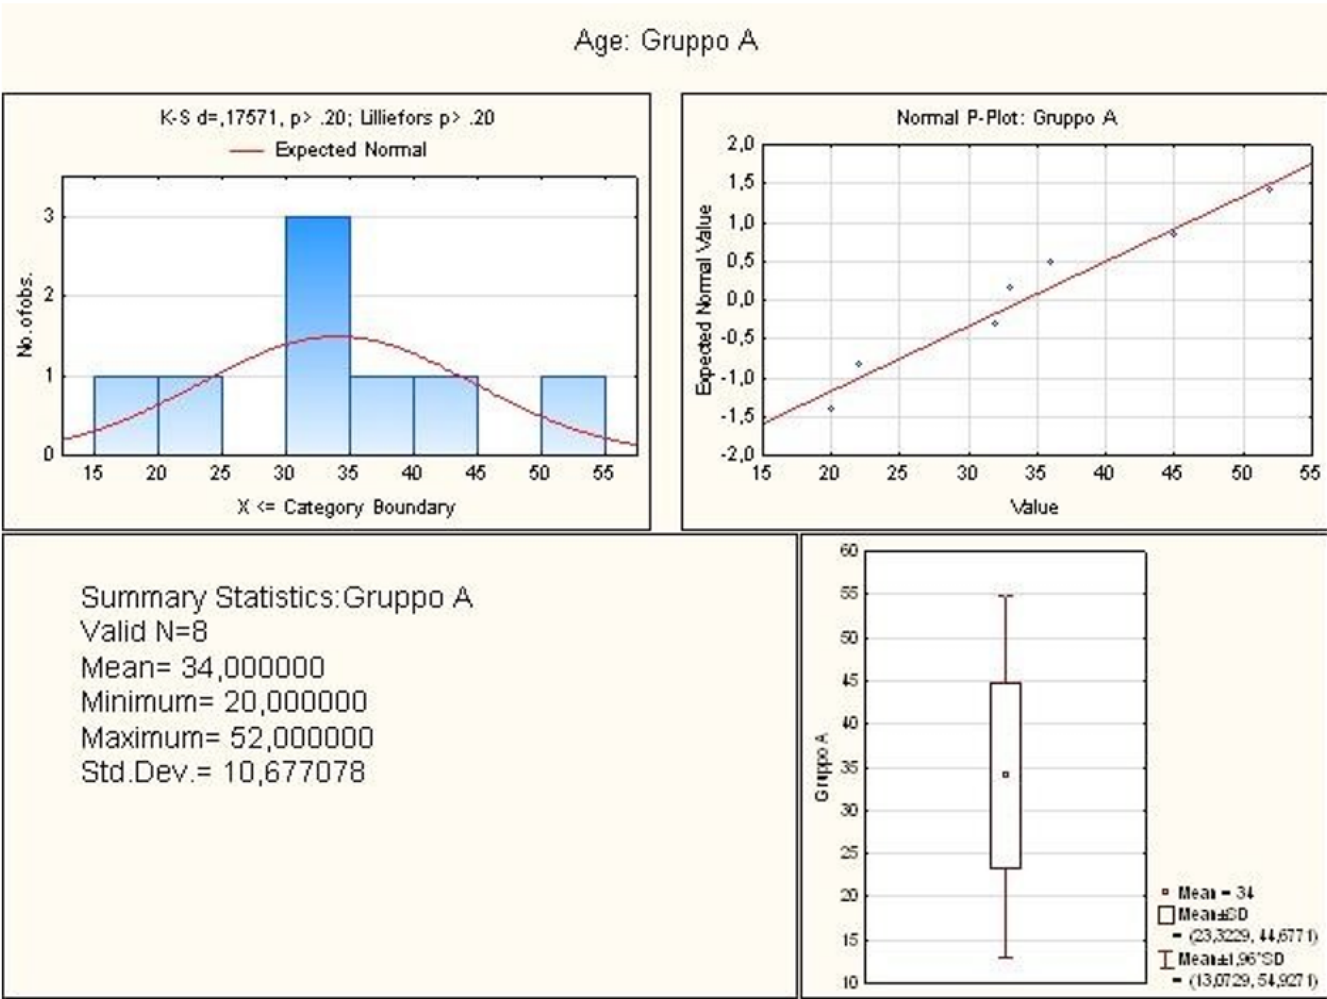 Age: Gruppo A
K-S d=,17571, p> .20; Lilliefors p> .20
Expected Normal
No. of obs.
3
2
1
0
15 20 25 30 35 40 45 50 55
X <= Category Boundary
Normal P-Plot: Gruppo A
Expected Normal Value
2,0
1,5
1,0
0,5
0,0
-0,5
-1,0
-1,5
-2,0
15 20 25 30 35 40 45 50 55
Value
Summary Statistics:Gruppo A
Valid N=8
Mean= 34,000000
Minimum= 20,000000
Maximum= 52,000000
Std.Dev.= 10,677078
Gruppo A
60
55
50
45
40
35
30
25
20
15
10
Mean = 34
Mean±SD
= (23,3229, 44,6771)
Mean±1,96*SD
= (13,0729, 54,9271)